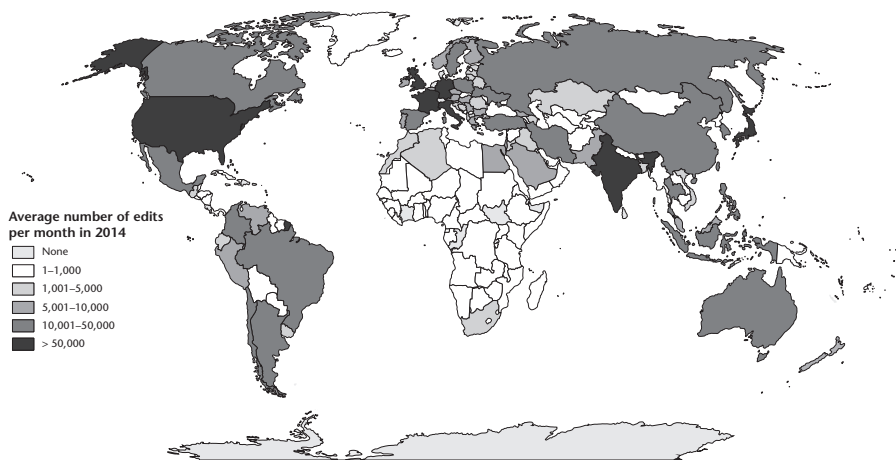 Average number of edits
per month in 2014
None
1–1,000
1,001–5,000
5,001–10,000
10,001–50,000
> 50,000